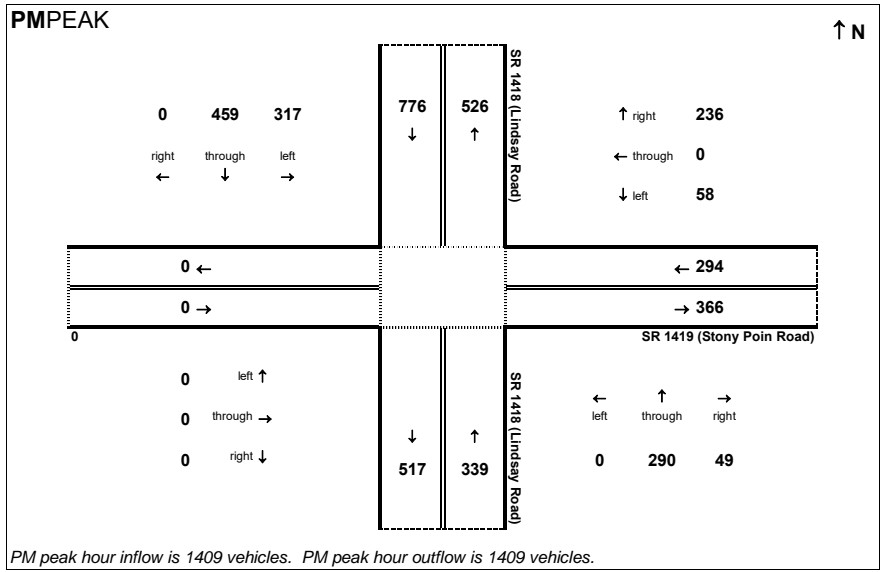 PMPEAK
↑ N
0 459 317
right through left
← ↓ →
776 526
↓ ↑
SR 1418 (Lindsay Road)
↑ right 236
← through 0
↓ left 58
0 ←
← 294
0 →
→ 366
0
SR 1419 (Stony Poin Road)
0 left ↑
0 through →
0 right ↓
↓ ↑
517 339
SR 1418 (Lindsay Road)
← ↑ →
left through right
0 290 49
PM peak hour inflow is 1409 vehicles. PM peak hour outflow is 1409 vehicles.